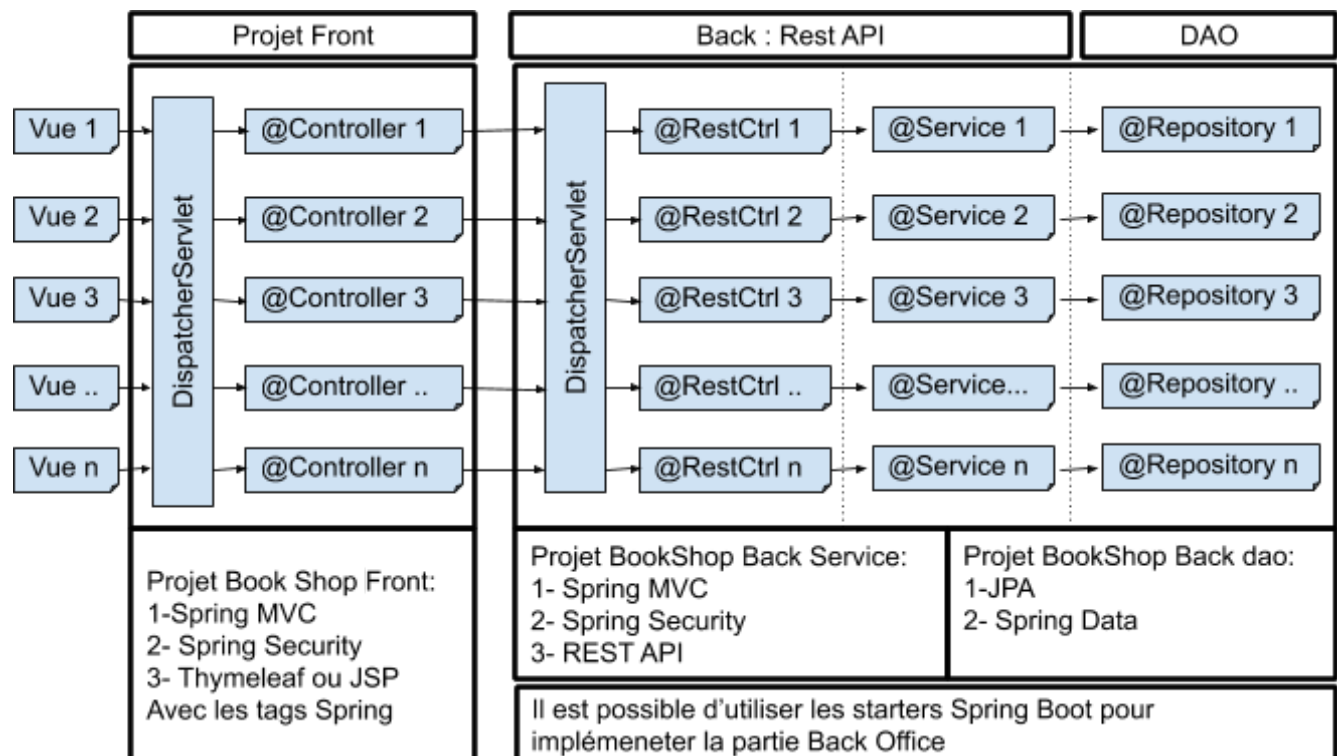 Projet Front
Back : Rest API
DAO
Vue 1
@Controller 1
@RestCtrl 1
@Service 1
@Repository 1
Vue 2
@Controller 2
@RestCtrl 2
@Service 2
@Repository 2
Vue 3
@Controller 3
@RestCtrl 3
@Service 3
@Repository 3
Vue ..
@Controller ..
@RestCtrl ..
@Service...
@Repository ..
Vue n
@Controller n
@RestCtrl n
@Service n
@Repository n
DispatcherServlet
DispatcherServlet
Projet Book Shop Front:
1-Spring MVC
2- Spring Security
3- Thymeleaf ou JSP
Avec les tags Spring
Projet BookShop Back Service:
1- Spring MVC
2- Spring Security
3- REST API
Projet BookShop Back dao:
1-JPA
2- Spring Data
Il est possible d’utiliser les starters Spring Boot pour
implémeneter la partie Back Office